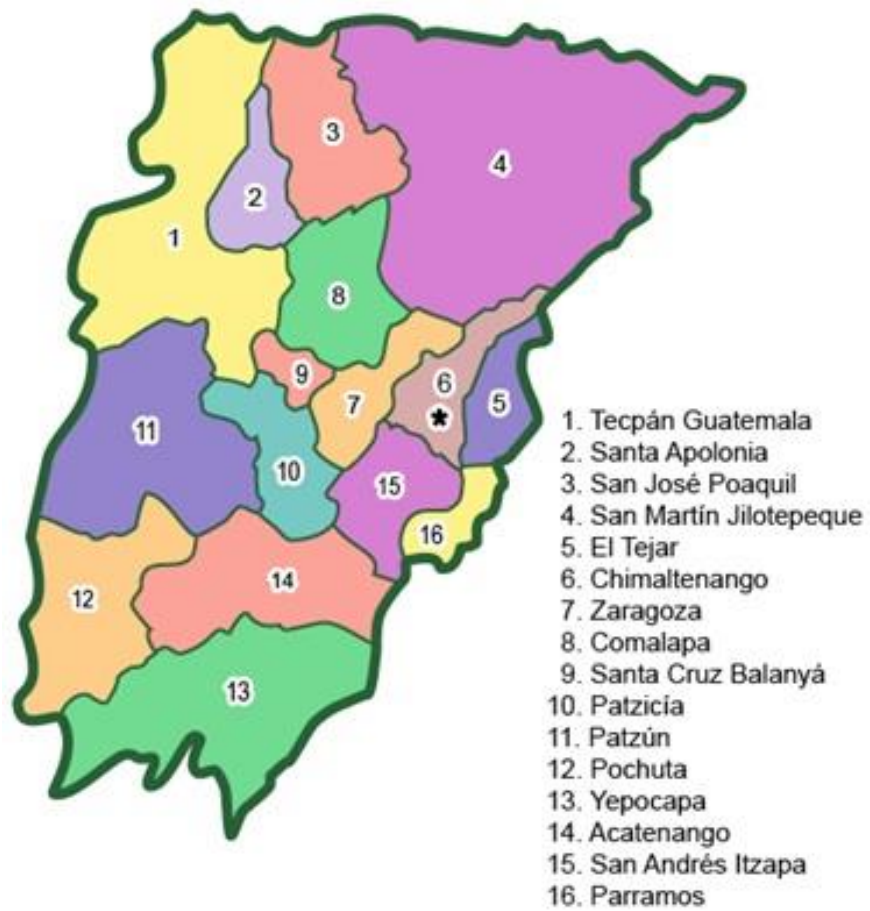 3
4
2
1
8
9
6
5
7
*
11
10
15
16
12
14
13
1. Tecpán Guatemala
2. Santa Apolonia
3. San José Poaquil
4. San Martín Jilotepeque
5. El Tejar
6. Chimaltenango
7. Zaragoza
8. Comalapa
9. Santa Cruz Balanyá
10. Patzicía
11. Patzún
12. Pochuta
13. Yepocapa
14. Acatenango
15. San Andrés Itzapa
16. Parramos